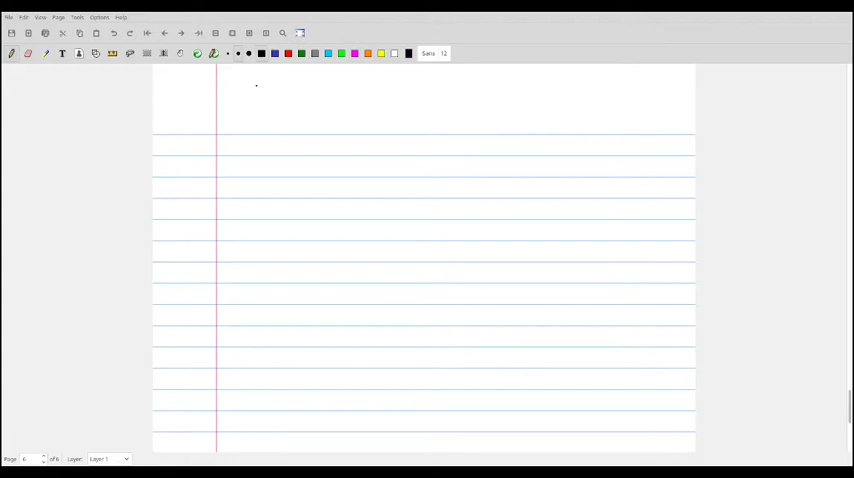 File Edit View Page Tools Options Help
T Sans 12
Page 6 of 6 Layer: Layer 1